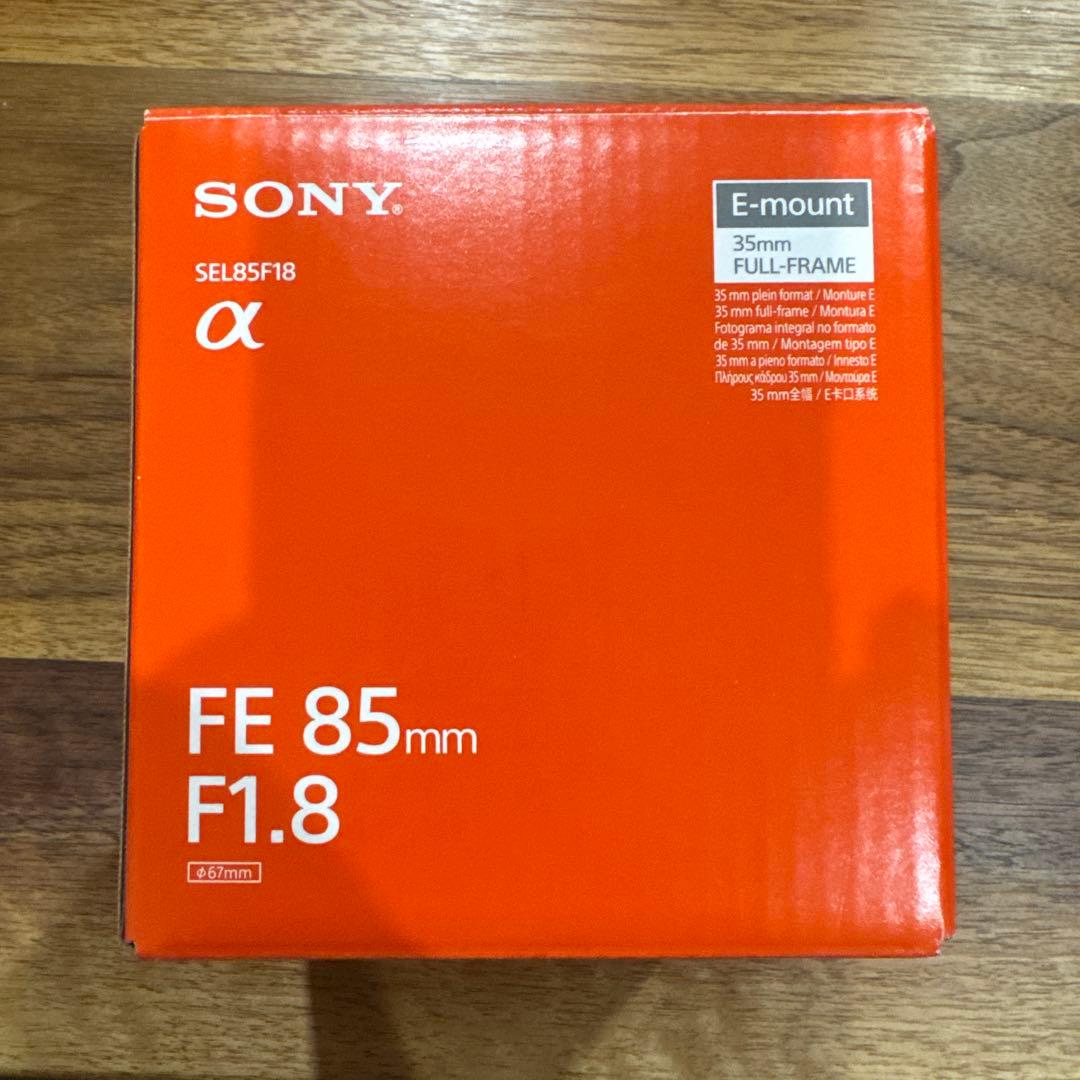 SONY®
SEL85F18
α
E-mount
35mm
FULL-FRAME
35 mm plein format / Monture E
35 mm full-frame / Montura E
Fotograma integral no formato
de 35 mm / Montagem tipo E
35 mm a pieno formato / Innesto E
Πλήρους κάδρου 35 mm / Μοντούρα E
35 mm全幅 / E卡口系统
FE 85mm
F1.8
ϕ67mm